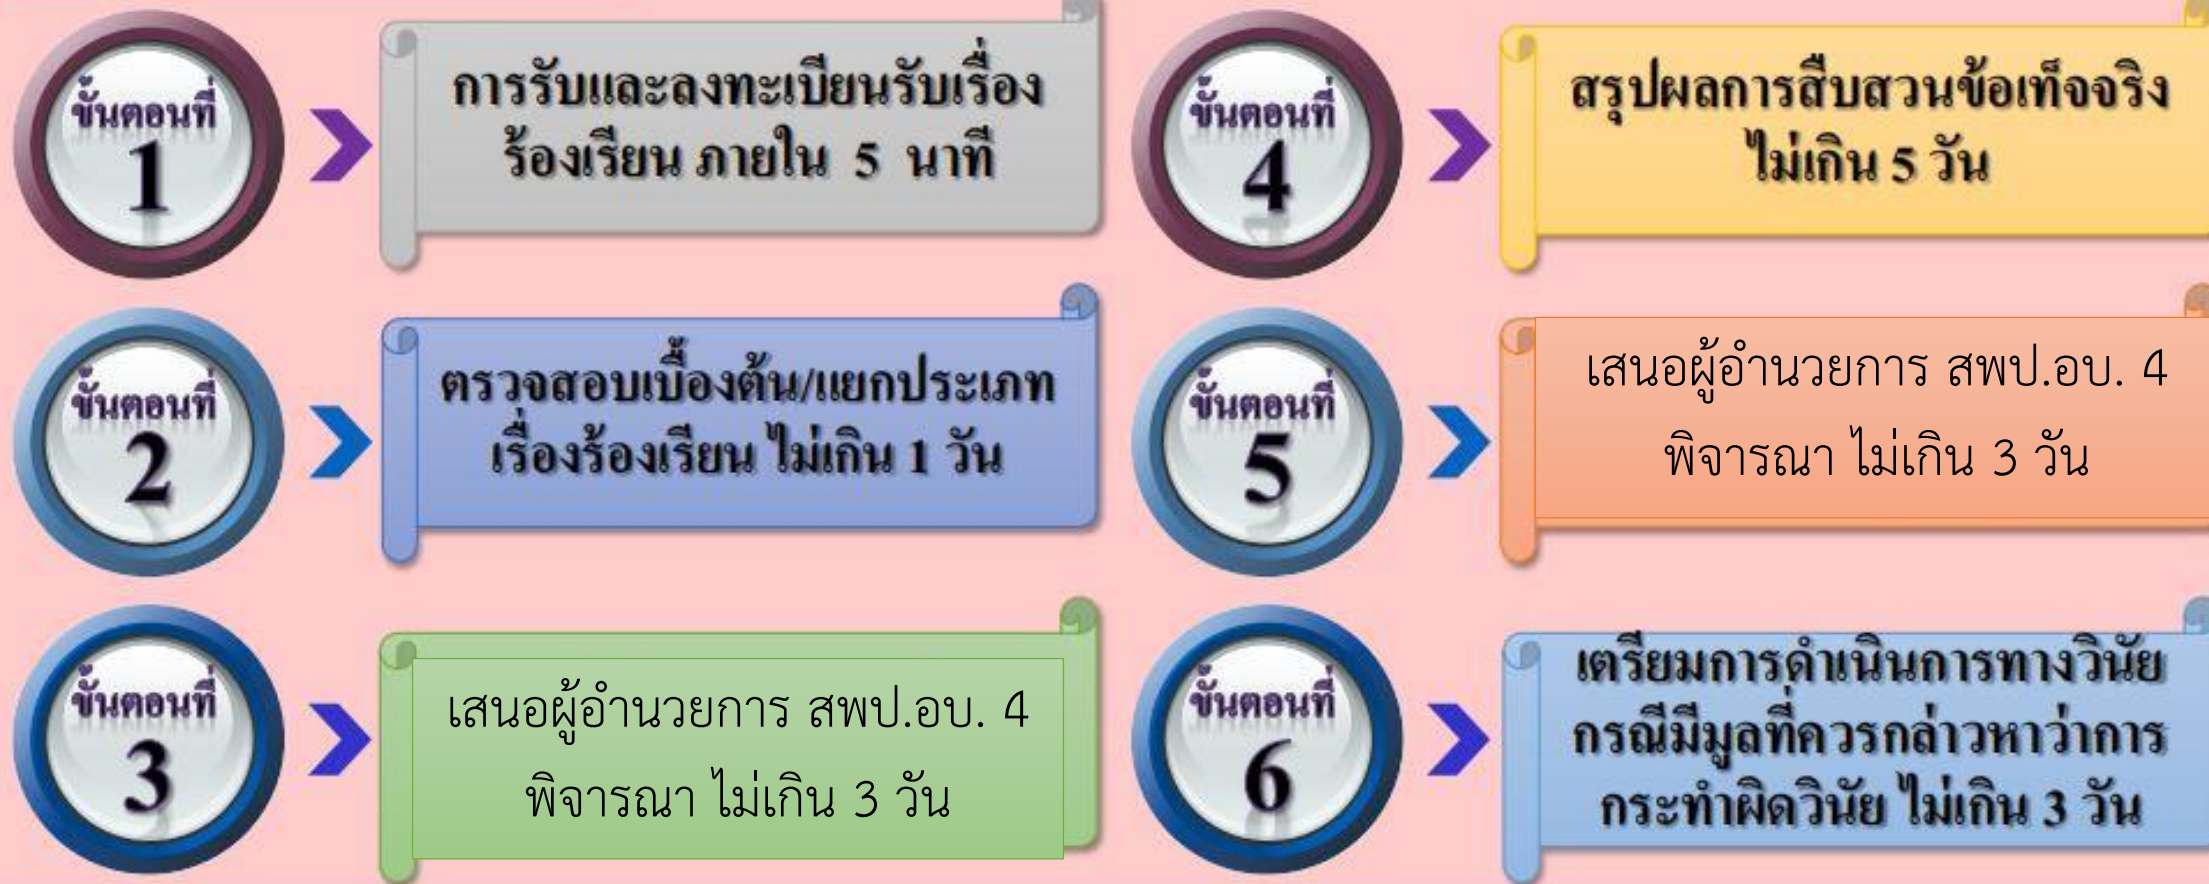 ขั้นตอนที่
1
การรับและลงทะเบียนรับเรื่อง
ร้องเรียน ภายใน 5 นาที
ขั้นตอนที่
2
ตรวจสอบเบื้องต้น/แยกประเภท
เรื่องร้องเรียน ไม่เกิน 1 วัน
ขั้นตอนที่
3
เสนอผู้อำนวยการ สพป.อบ. 4
พิจารณา ไม่เกิน 3 วัน
ขั้นตอนที่
4
สรุปผลการสืบสวนข้อเท็จจริง
ไม่เกิน 5 วัน
ขั้นตอนที่
5
เสนอผู้อำนวยการ สพป.อบ. 4
พิจารณา ไม่เกิน 3 วัน
ขั้นตอนที่
6
เตรียมการดำเนินการทางวินัย
กรณีมีมูลที่ควรกล่าวหาว่าการ
กระทำผิดวินัย ไม่เกิน 3 วัน